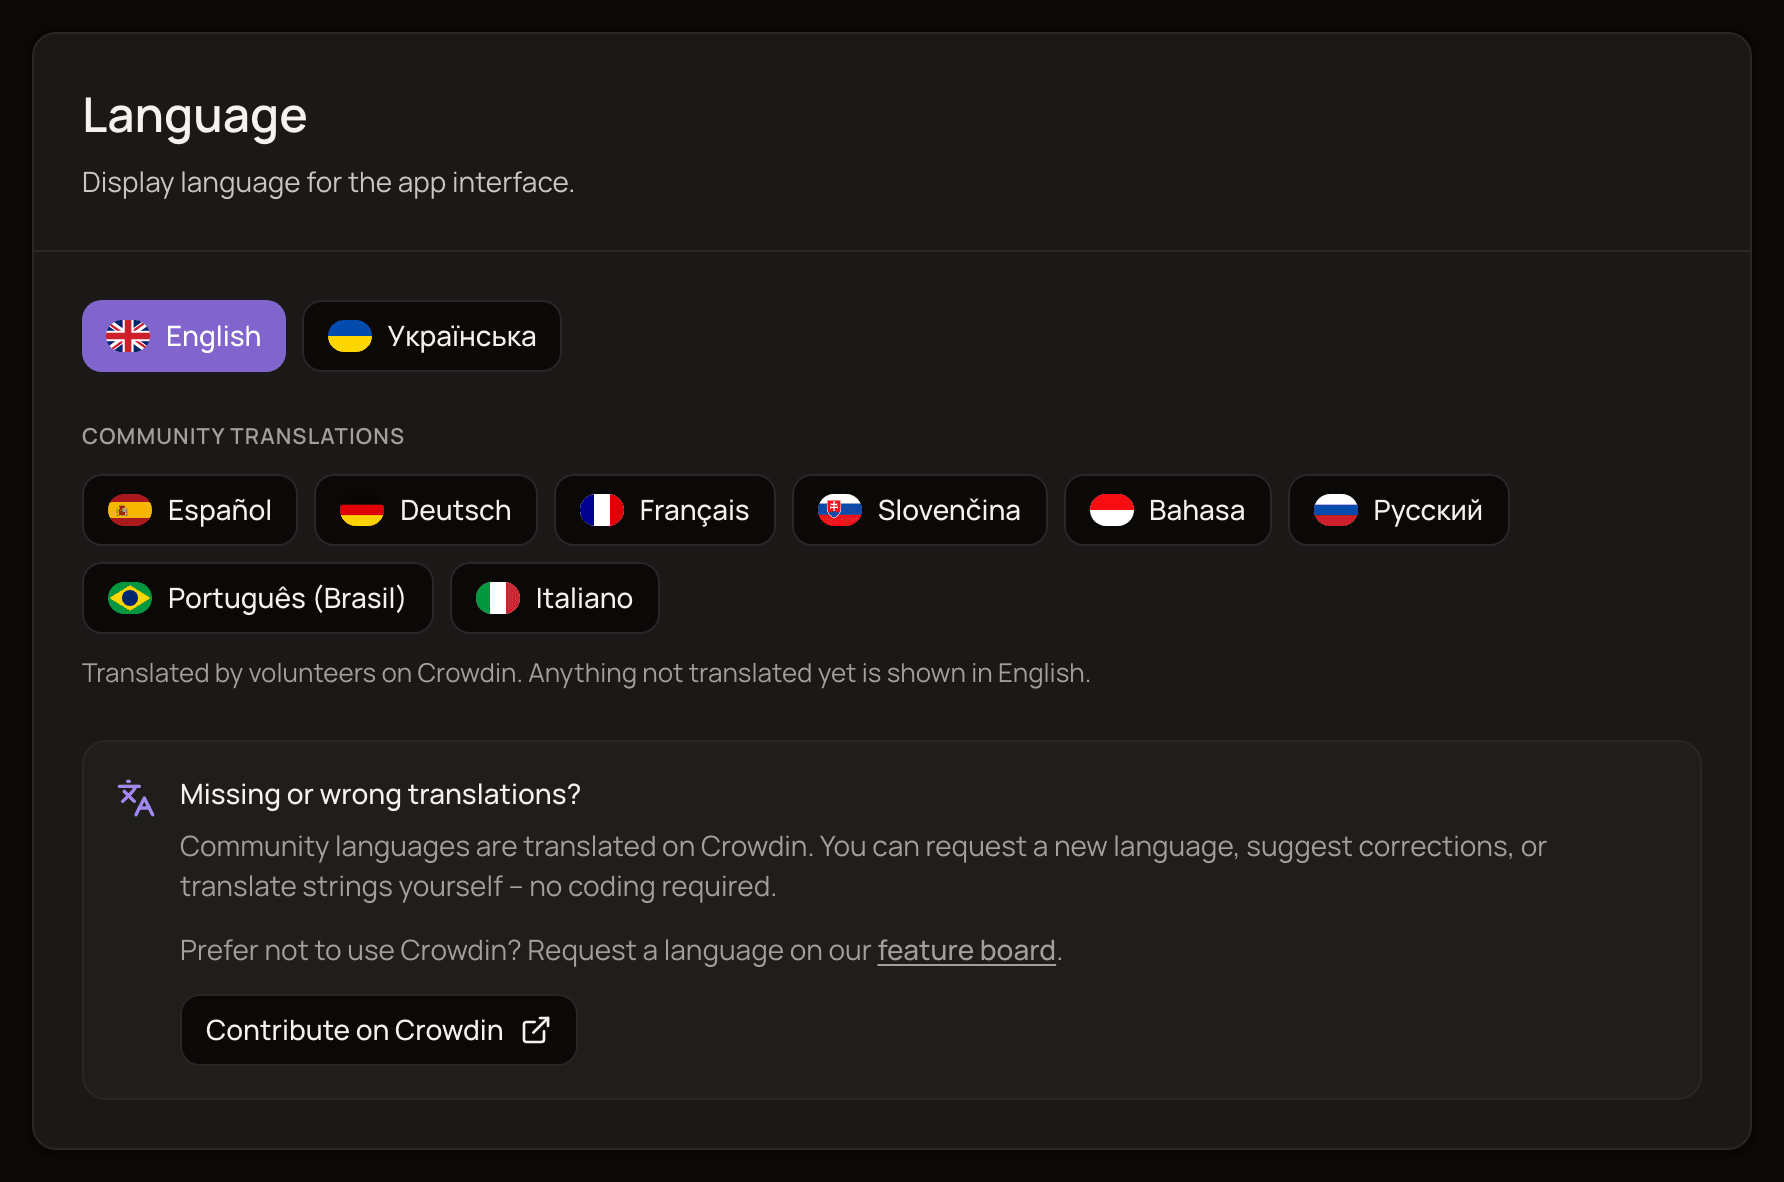 Language
Display language for the app interface.
English
Українська
COMMUNITY TRANSLATIONS
Español
Deutsch
Français
Slovenčina
Bahasa
Русский
Português (Brasil)
Italiano
Translated by volunteers on Crowdin. Anything not translated yet is shown in English.
Missing or wrong translations?
Community languages are translated on Crowdin. You can request a new language, suggest corrections, or
translate strings yourself – no coding required.
Prefer not to use Crowdin? Request a language on our feature board.
Contribute on Crowdin